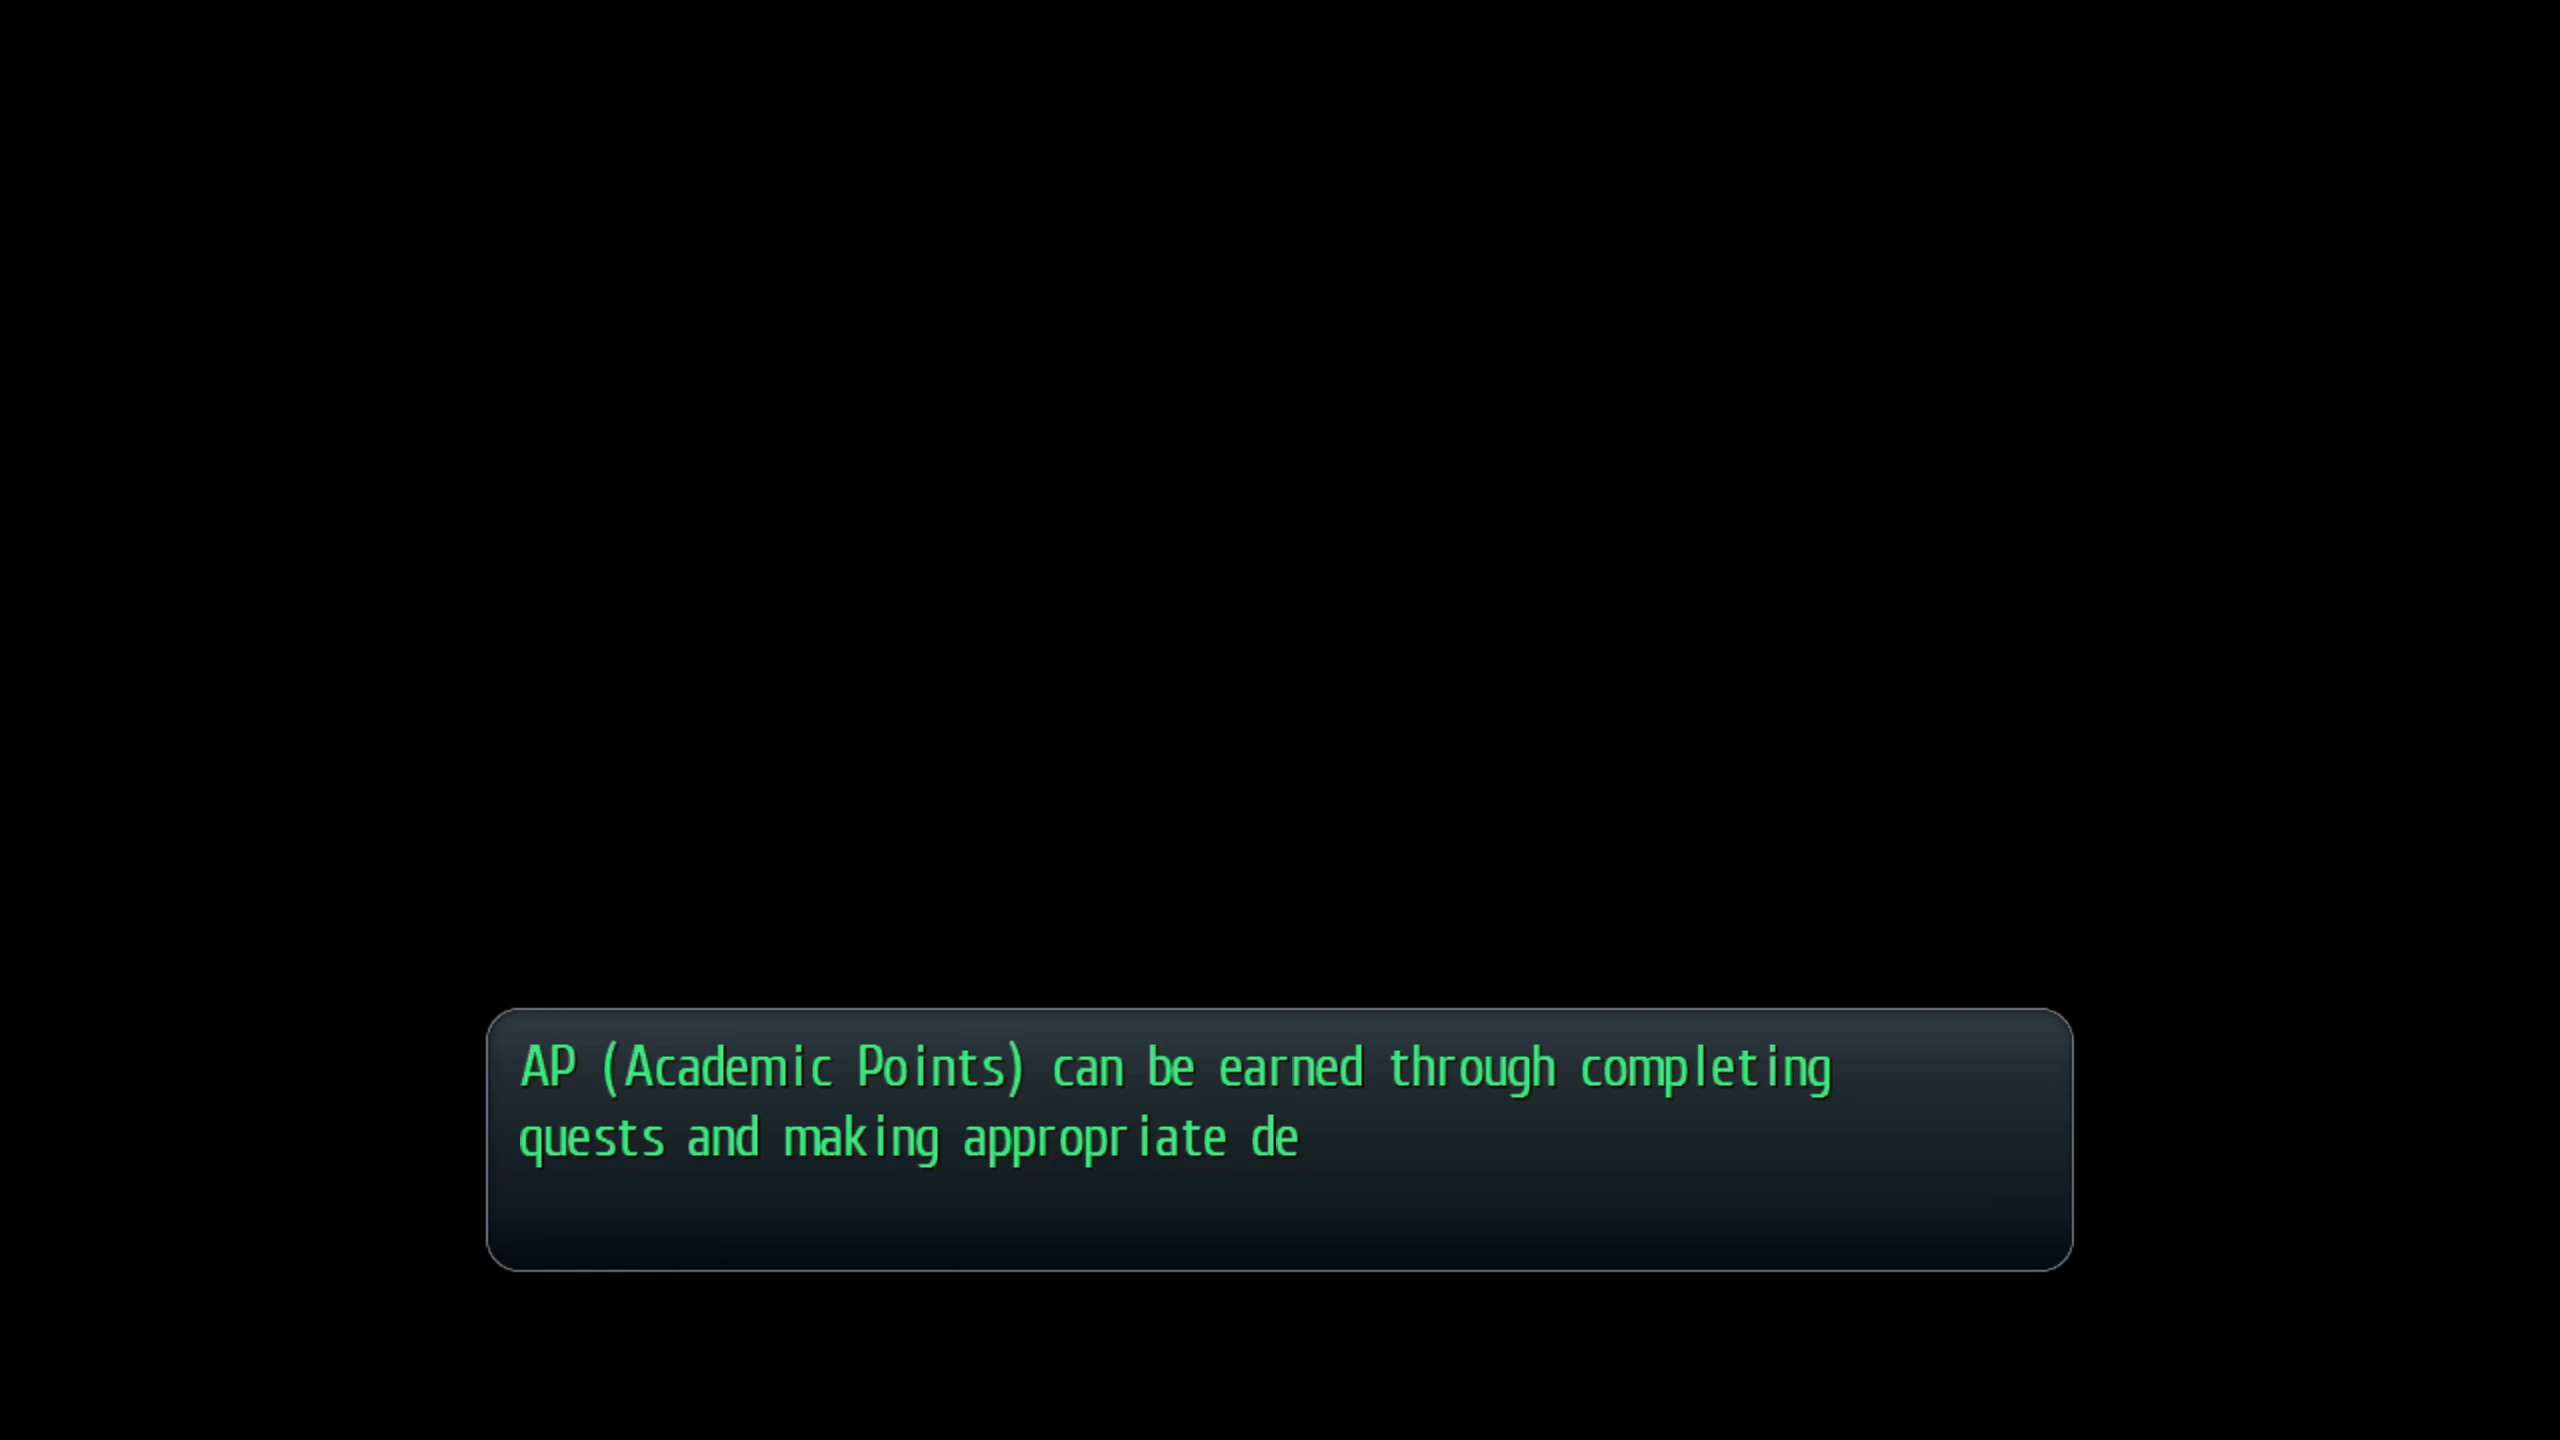 AP (Academic Points) can be earned through completing
quests and making appropriate de